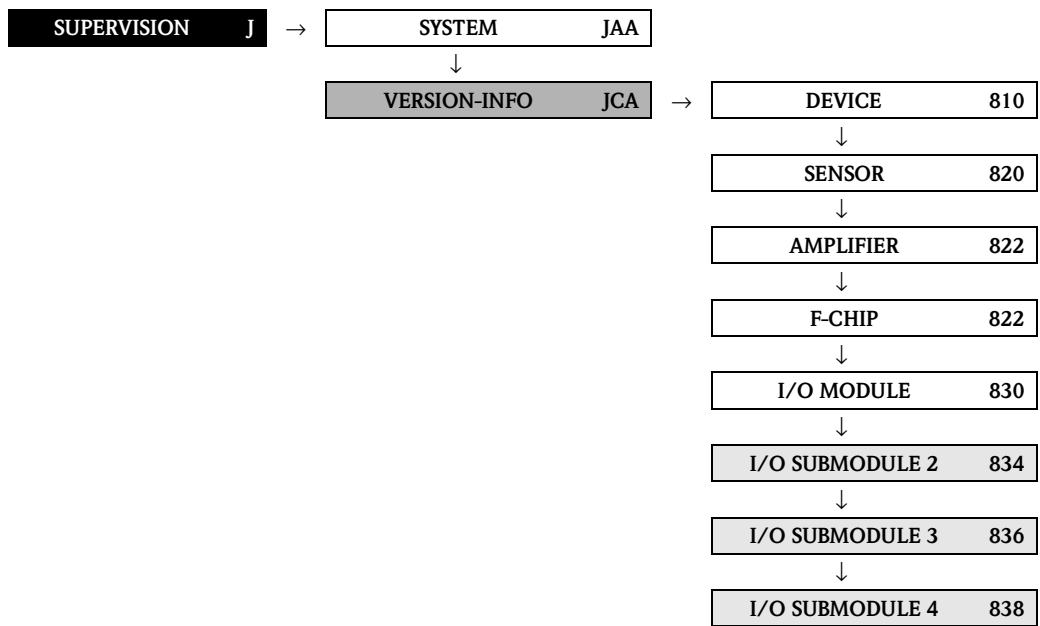 SUPERVISION J → SYSTEM JAA
↓
VERSION-INFO JCA → DEVICE 810
↓
SENSOR 820
↓
AMPLIFIER 822
↓
F-CHIP 822
↓
I/O MODULE 830
↓
I/O SUBMODULE 2 834
↓
I/O SUBMODULE 3 836
↓
I/O SUBMODULE 4 838